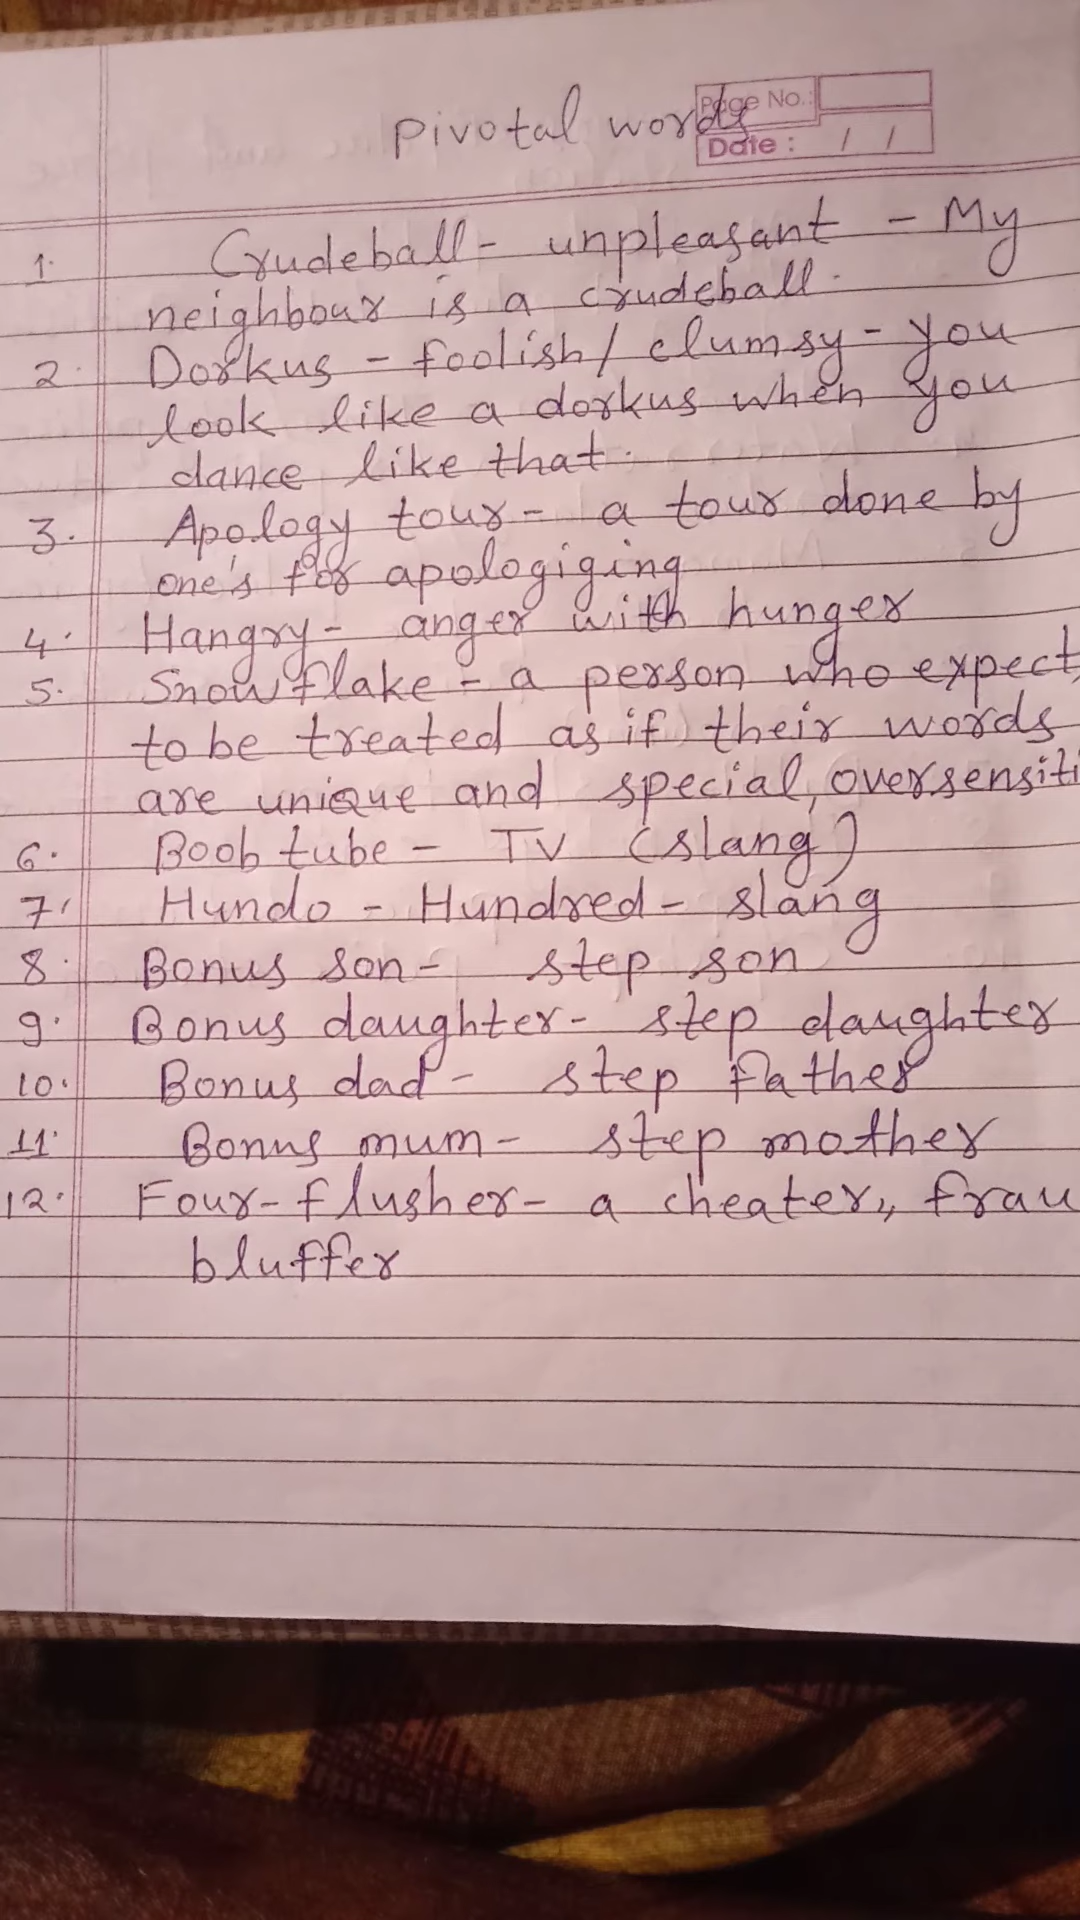 Pivotal words
Page No.:
Date : / /
1. Crudeball - unpleasant - My
neighbour is a crudeball.
2. Dorkus - foolish / clumsy - you
look like a dorkus when you
dance like that.
3. Apology tour - a tour done by
one's for apologiging
4. Hangry - anger with hunger
5. Snowflake - a person who expect
to be treated as if their words
are unique and special, oversensiti
6. Boob tube - TV (slang)
7. Hundo - Hundred - slang
8. Bonus son - step son
9. Bonus daughter - step daughter
10. Bonus dad - step father
11. Bonus mum - step mother
12. Four-flusher - a cheater, frau
bluffer